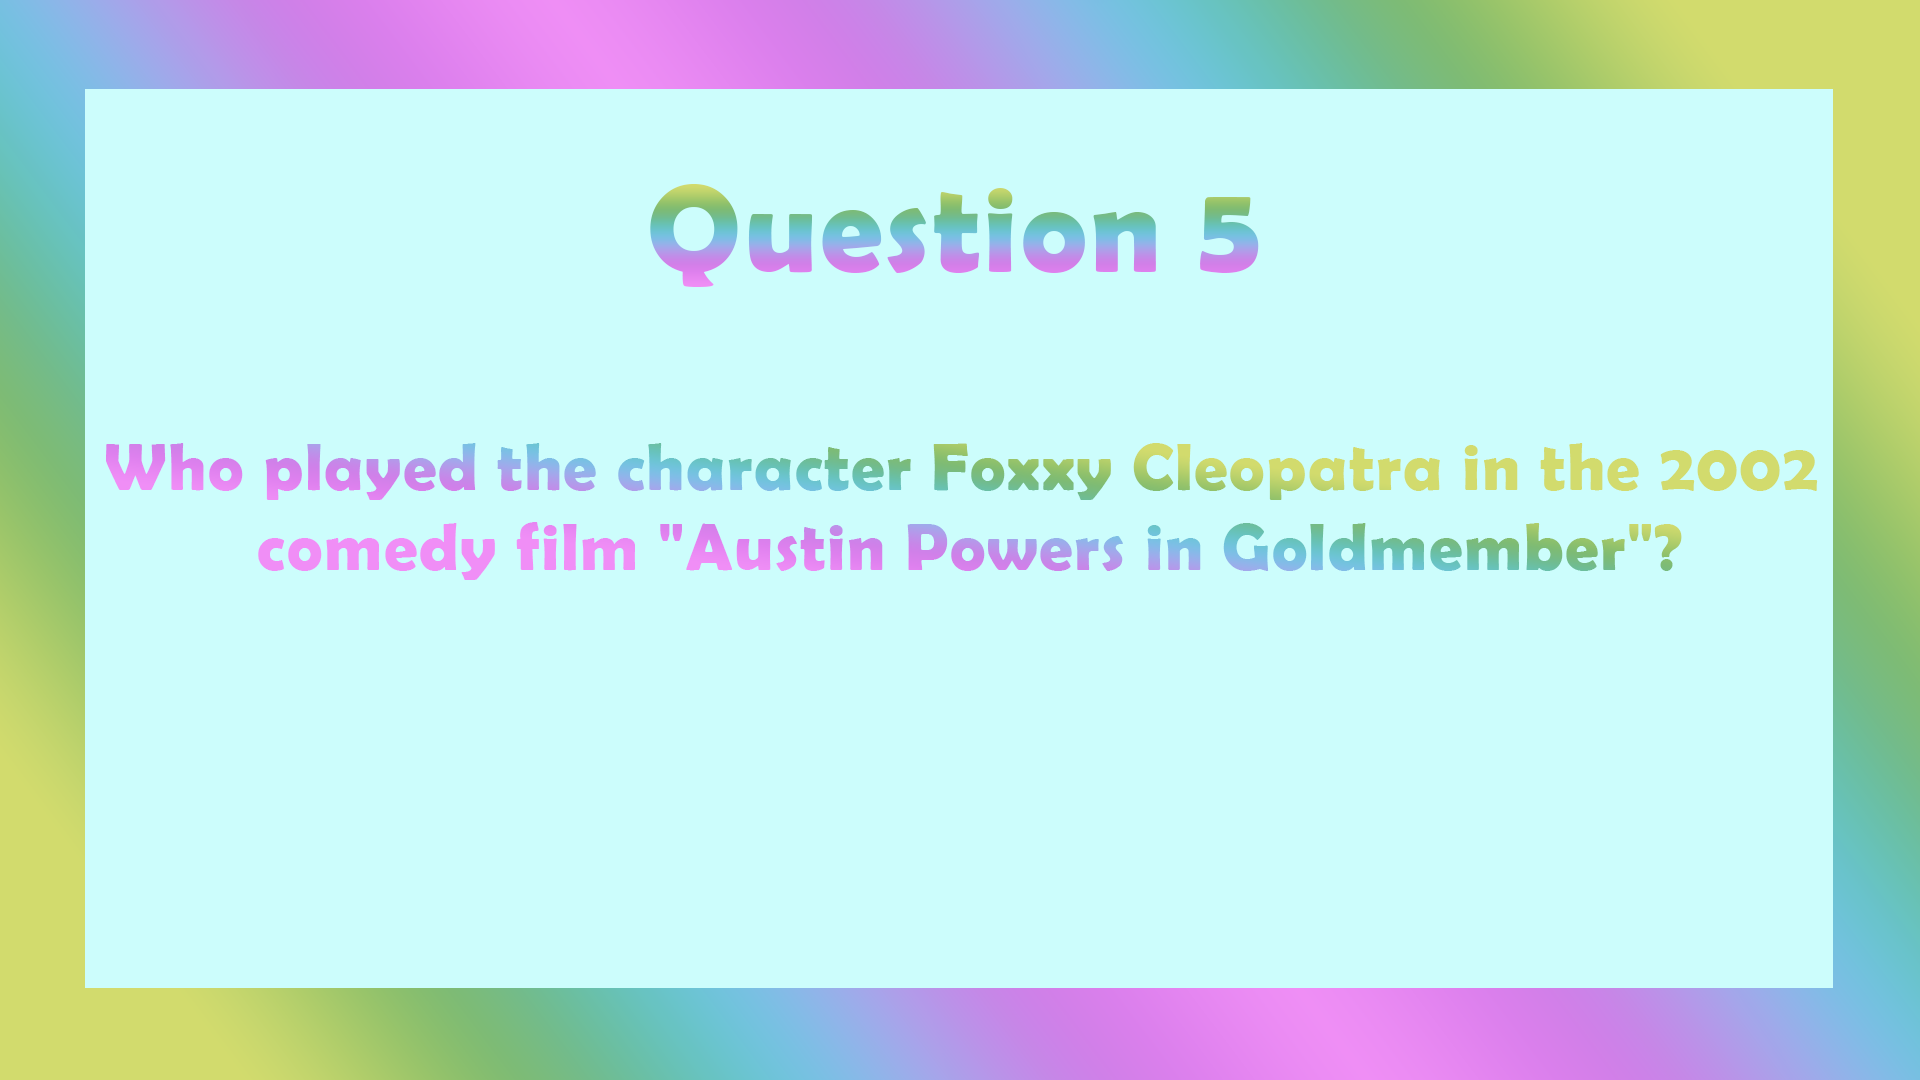 Question 5
Who played the character Foxxy Cleopatra in the 2002
comedy film "Austin Powers in Goldmember"?